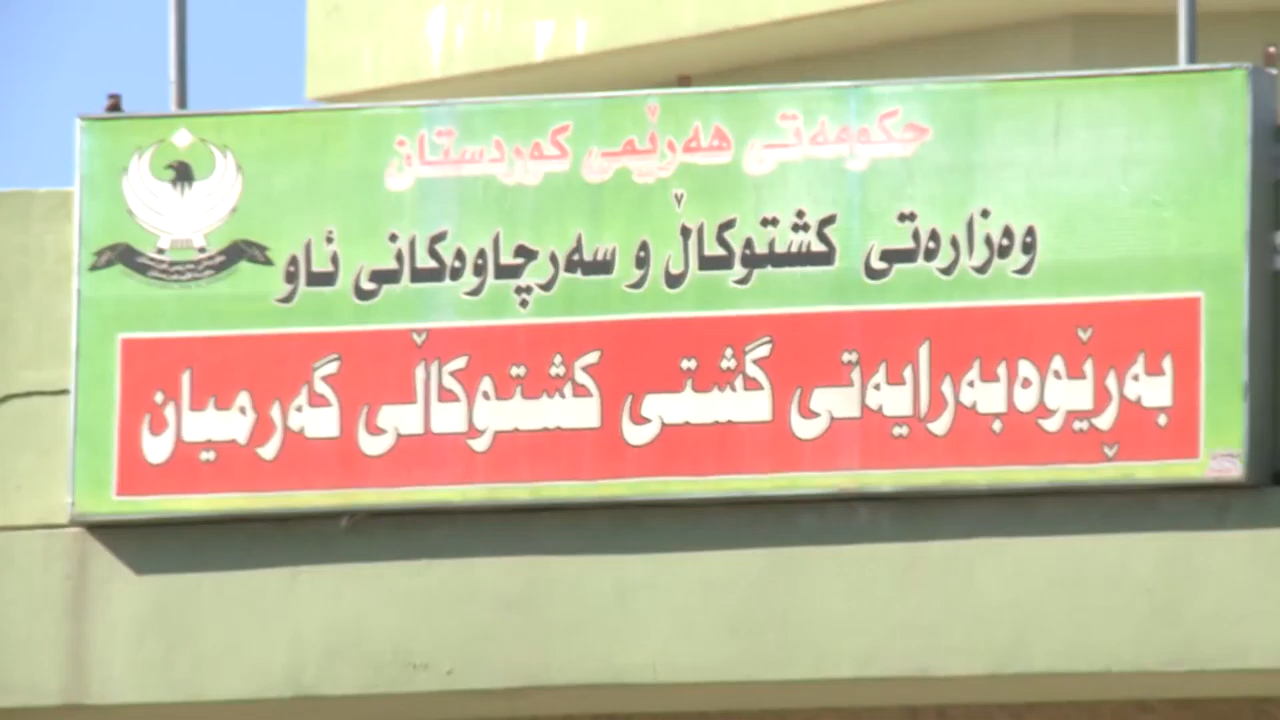 حکومەتی هەرێمی کوردستان
وەزارەتی کشتوکاڵ و سەرچاوەکانی ئاو
بەڕێوەبەرایەتی گشتی کشتوکاڵی گەرمیان